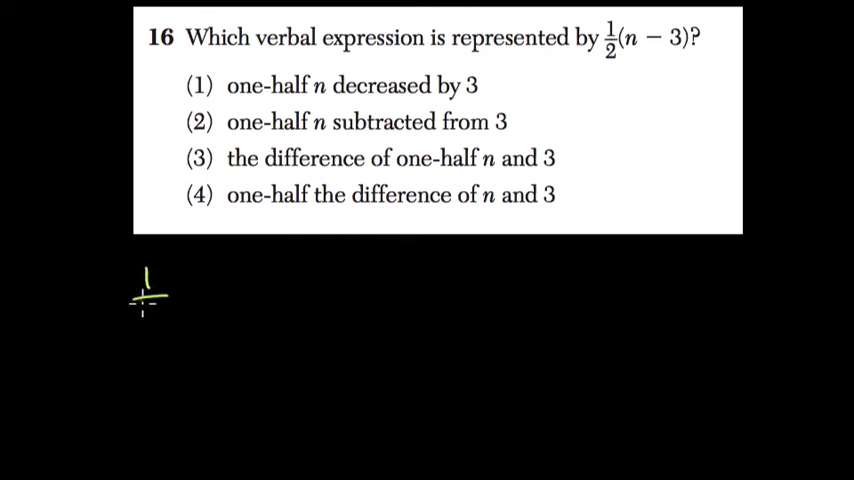 16 Which verbal expression is represented by 1/2(n − 3)?
(1) one-half n decreased by 3
(2) one-half n subtracted from 3
(3) the difference of one-half n and 3
(4) one-half the difference of n and 3
1